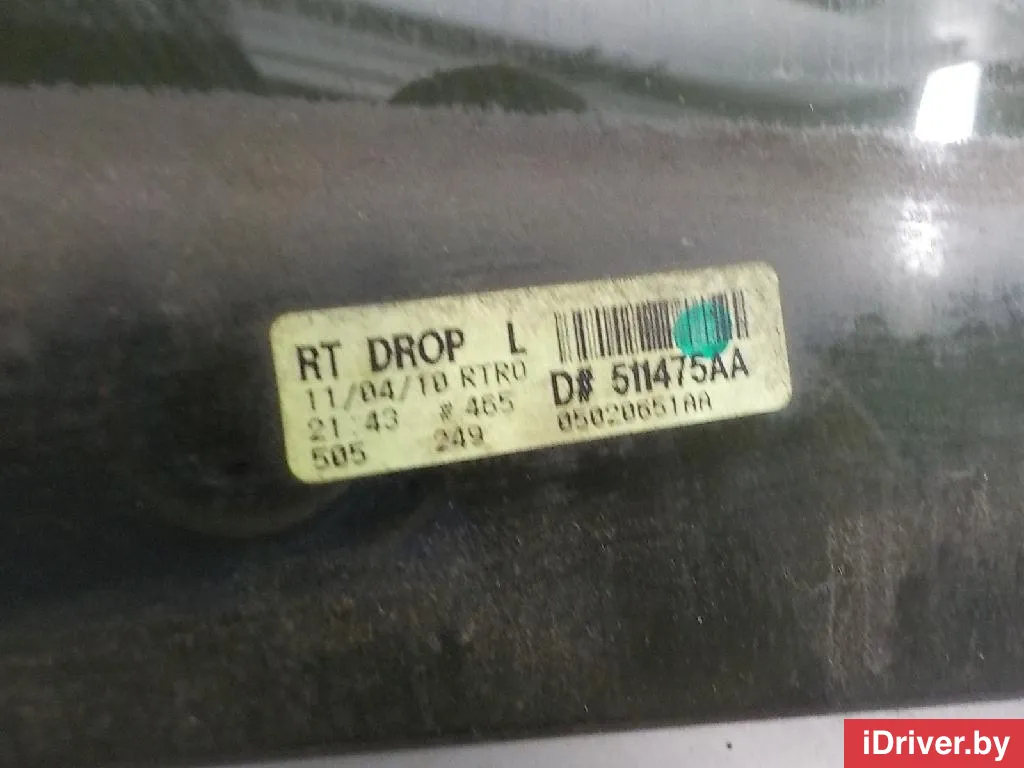 RT DROP L
11/04/10 RTRO
21:43 #465
505 249
D# 511475AA
05020651AA
iDriver.by